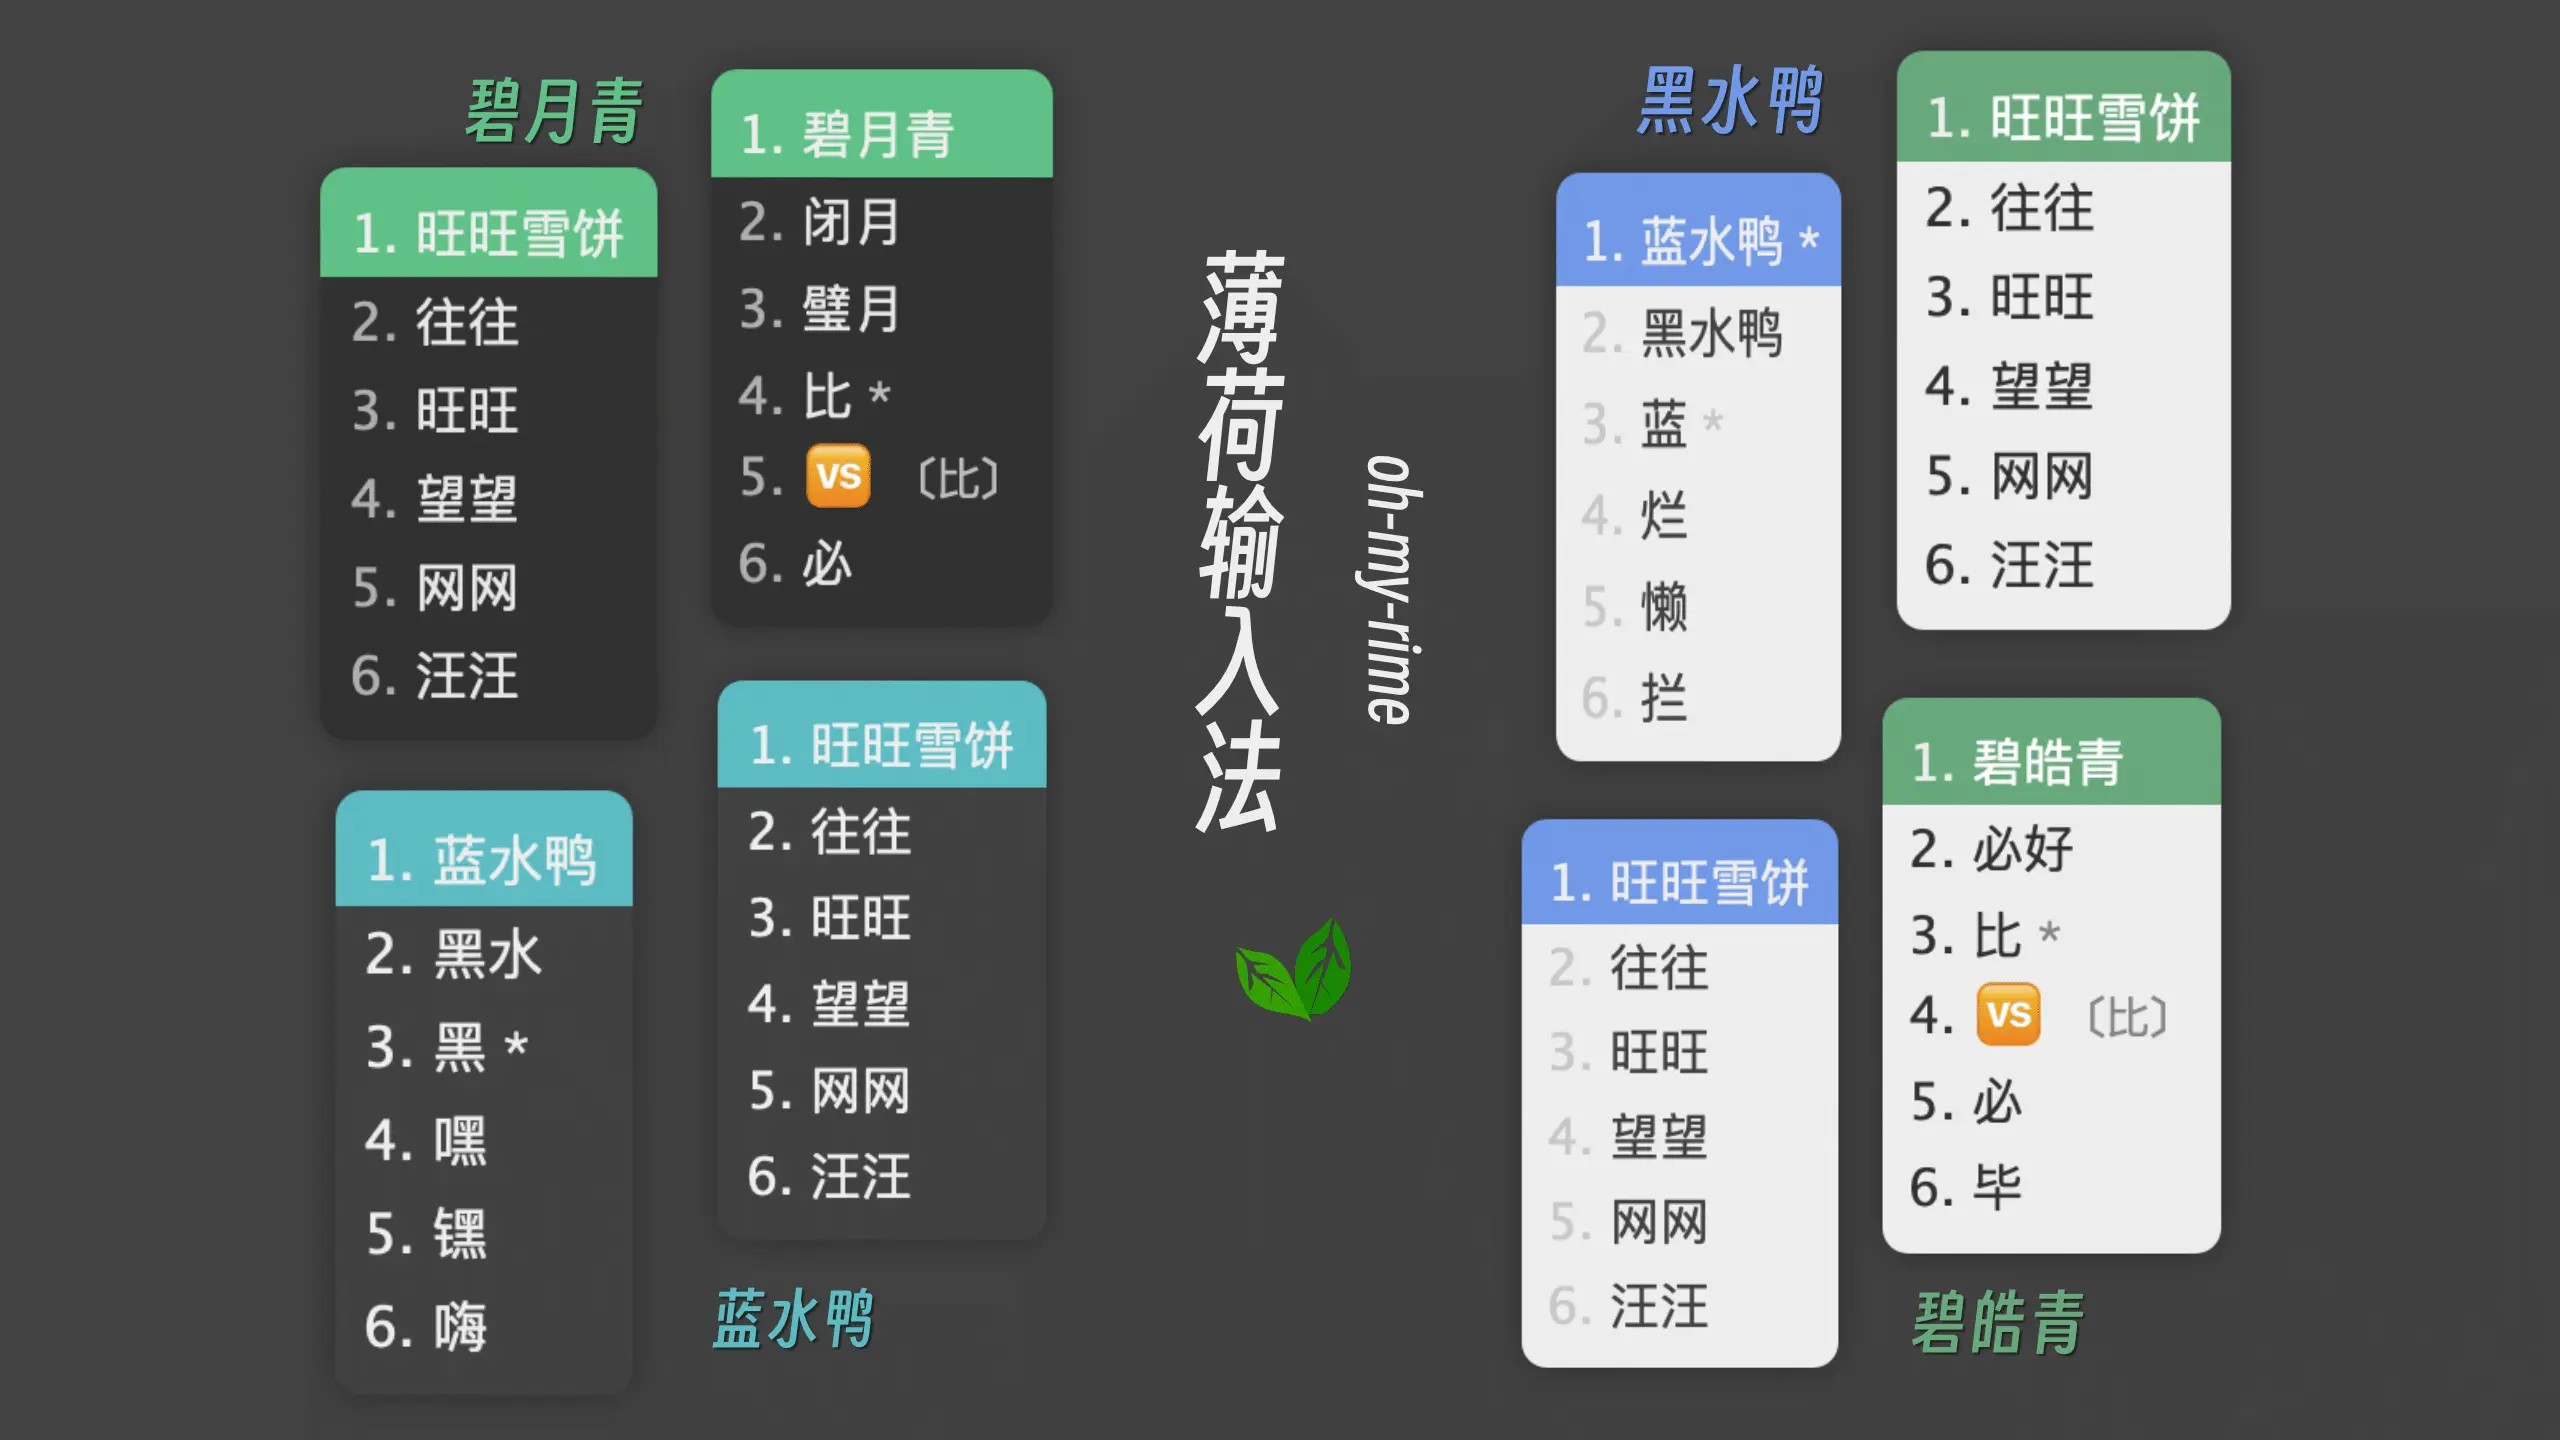 碧月青
1. 旺旺雪饼
2. 往往
3. 旺旺
4. 望望
5. 网网
6. 汪汪
1. 碧月青
2. 闭月
3. 璧月
4. 比 *
5. 🆚 〔比〕
6. 必
1. 蓝水鸭
2. 黑水
3. 黑 *
4. 嘿
5. 镙
6. 嗨
1. 旺旺雪饼
2. 往往
3. 旺旺
4. 望望
5. 网网
6. 汪汪
蓝水鸭
薄荷输入法
oh-my-rime
黑水鸭
1. 蓝水鸭 *
2. 黑水鸭
3. 蓝 *
4. 烂
5. 懒
6. 拦
1. 旺旺雪饼
2. 往往
3. 旺旺
4. 望望
5. 网网
6. 汪汪
1. 旺旺雪饼
2. 往往
3. 旺旺
4. 望望
5. 网网
6. 汪汪
1. 碧皓青
2. 必好
3. 比 *
4. 🆚 〔比〕
5. 必
6. 毕
碧皓青